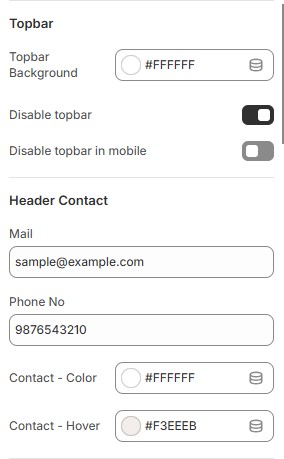 Topbar
Topbar
Background
#FFFFFF
Disable topbar
Disable topbar in mobile
Header Contact
Mail
sample@example.com
Phone No
9876543210
Contact - Color
#FFFFFF
Contact - Hover
#F3EEEB